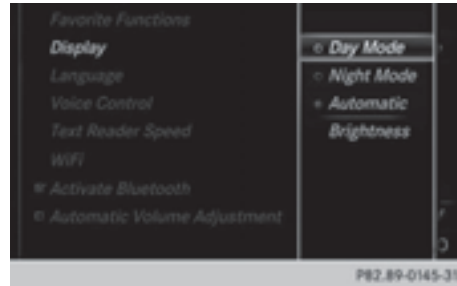 Favorite Functions
Display
Language
Voice Control
Text Reader Speed
WiFi
Activate Bluetooth
Automatic Volume Adjustment
Day Mode
Night Mode
Automatic
Brightness
P82.89-0145-31